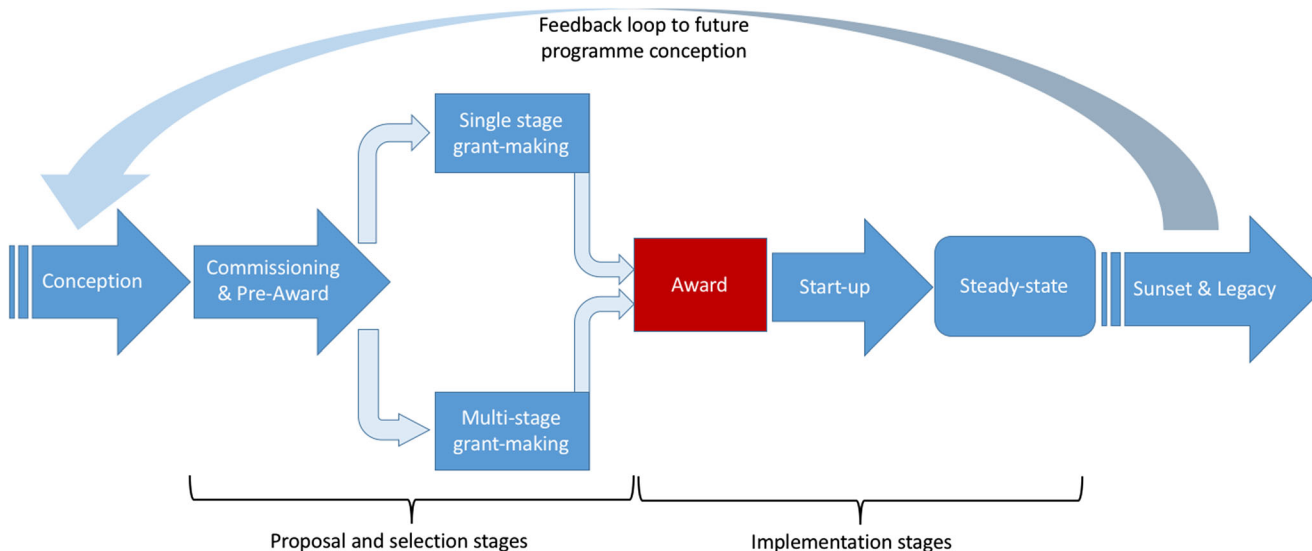 Feedback loop to future
programme conception
Single stage
grant-making
Conception
Commissioning
& Pre-Award
Award
Start-up
Steady-state
Sunset & Legacy
Multi-stage
grant-making
Proposal and selection stages
Implementation stages